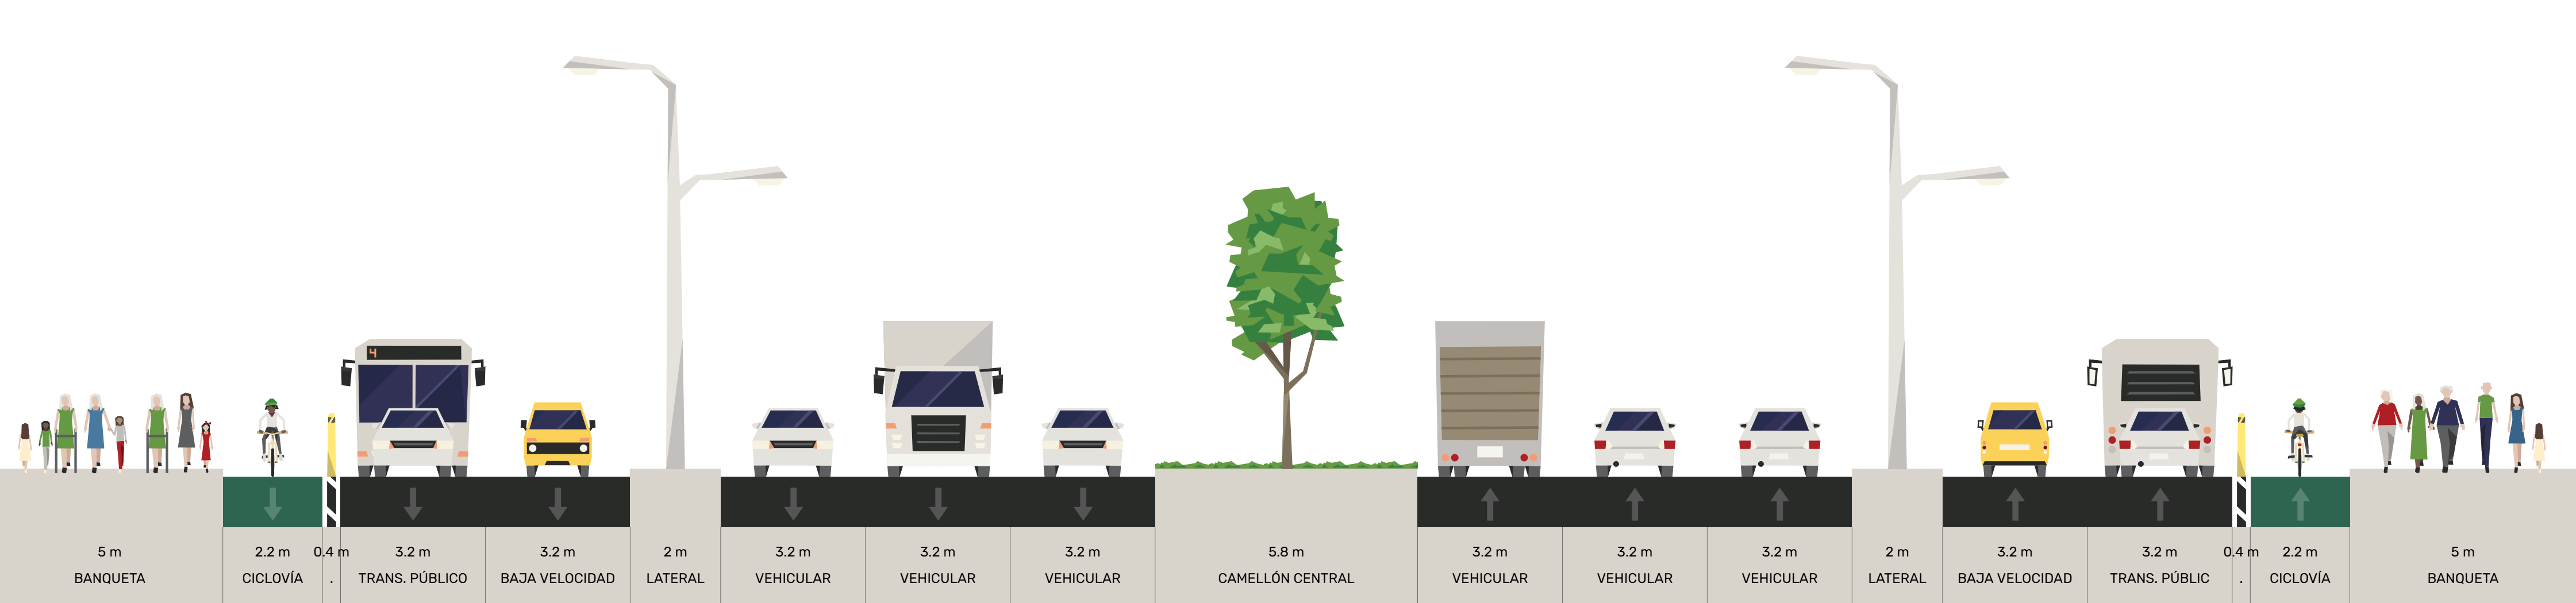 4
5 m
2.2 m
0.4 m
3.2 m
3.2 m
2 m
3.2 m
3.2 m
3.2 m
5.8 m
3.2 m
3.2 m
3.2 m
2 m
3.2 m
3.2 m
0.4 m
2.2 m
5 m
BANQUETA
CICLOVÍA
.
TRANS. PÚBLICO
BAJA VELOCIDAD
LATERAL
VEHICULAR
VEHICULAR
VEHICULAR
CAMELLÓN CENTRAL
VEHICULAR
VEHICULAR
VEHICULAR
LATERAL
BAJA VELOCIDAD
TRANS. PÚBLIC
.
CICLOVÍA
BANQUETA